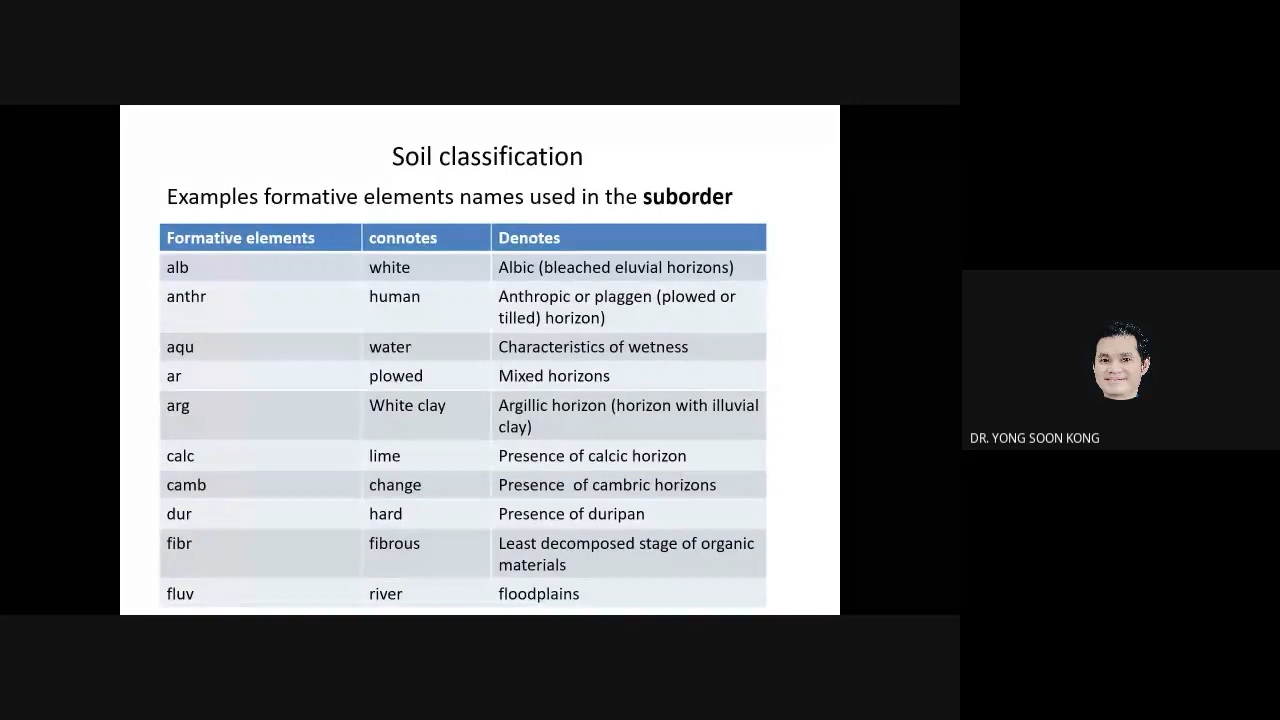 Soil classification
Examples formative elements names used in the suborder
Formative elements connotes Denotes
alb white Albic (bleached eluvial horizons)
anthr human Anthropic or plaggen (plowed or
tilled) horizon)
aqu water Characteristics of wetness
ar plowed Mixed horizons
arg White clay Argillic horizon (horizon with illuvial
clay)
calc lime Presence of calcic horizon
camb change Presence of cambric horizons
dur hard Presence of duripan
fibr fibrous Least decomposed stage of organic
materials
fluv river floodplains
DR. YONG SOON KONG